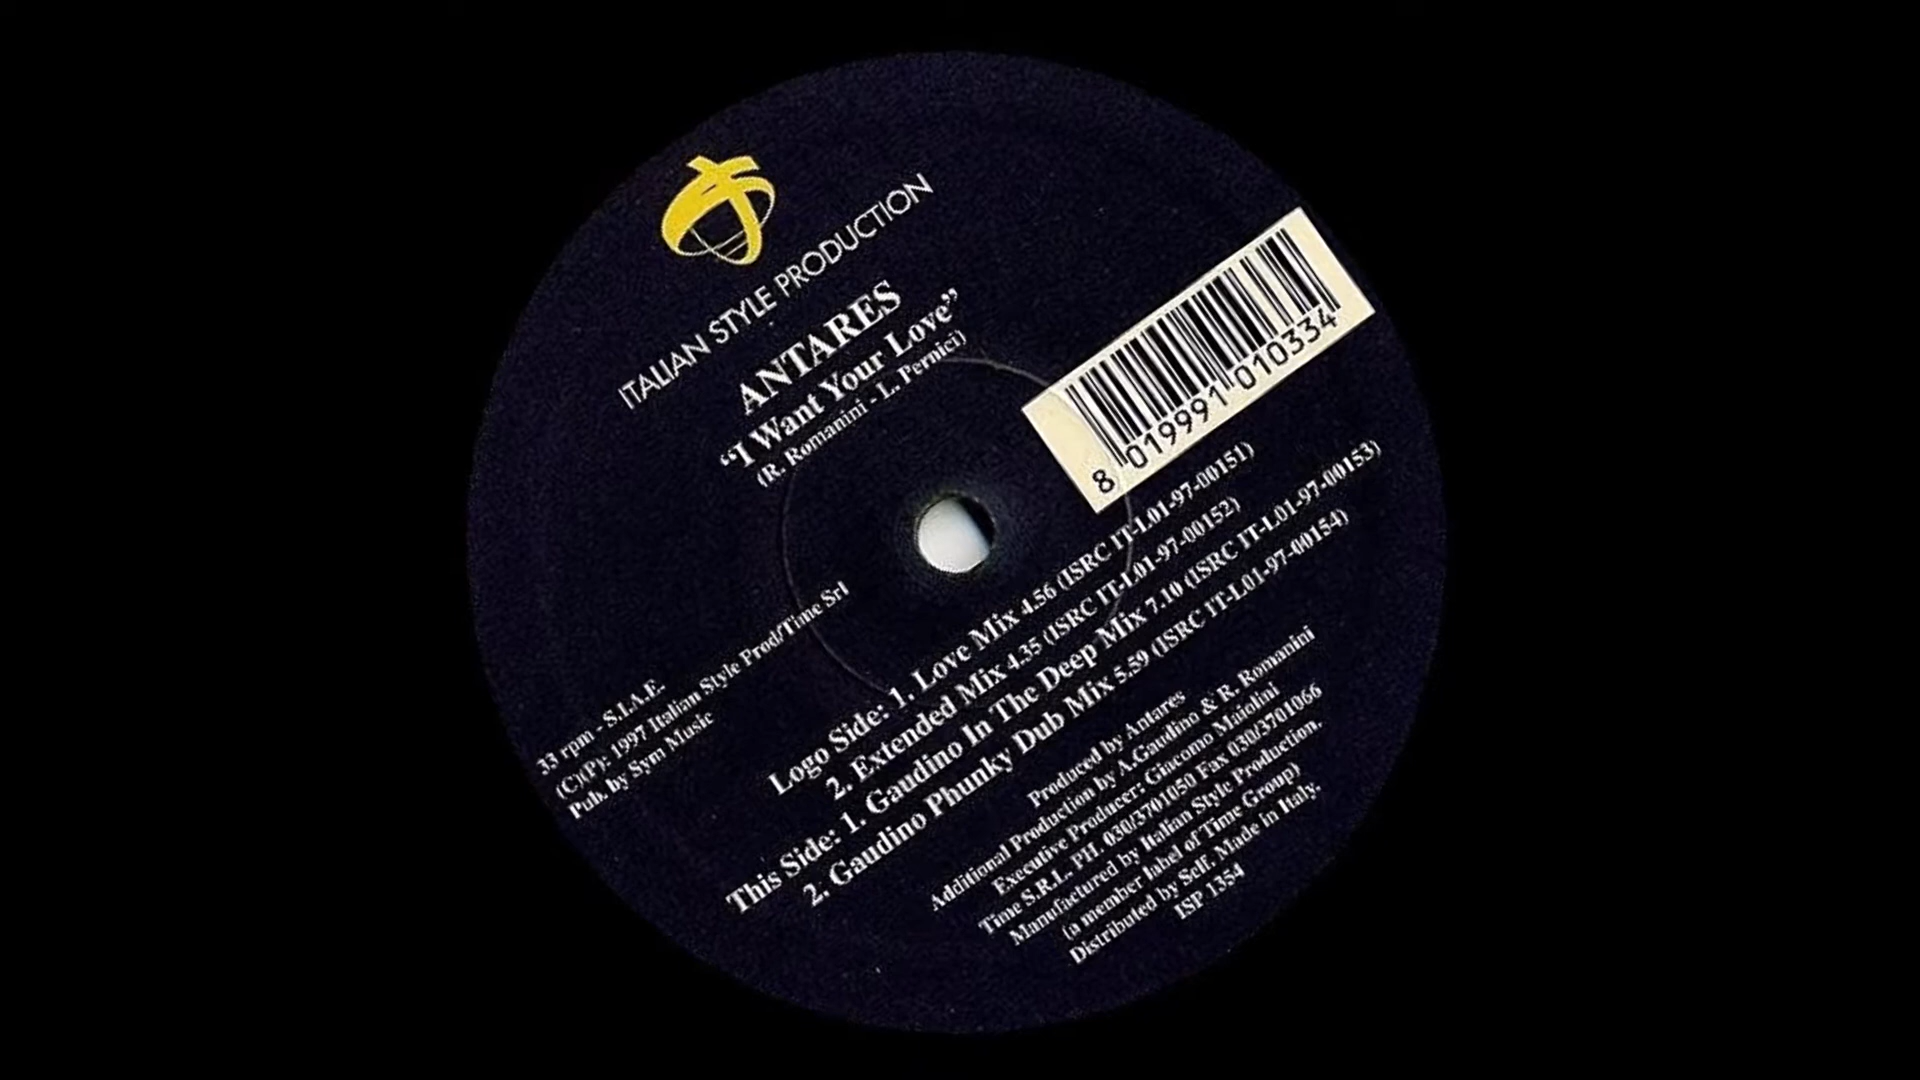 ITALIAN STYLE PRODUCTION
ANTARES
“I Want Your Love”
(R. Romanini - L. Pernici)
8 019991 010334
33 rpm - S.I.A.E.
(C)(P): 1997 Italian Style Prod/Time Srl
Pub. by Sym Music
Logo Side: 1. Love Mix 4.56 (ISRC IT-L01-97-00151)
2. Extended Mix 4.35 (ISRC IT-L01-97-00152)
This Side: 1. Gaudino In The Deep Mix 7.10 (ISRC IT-L01-97-00153)
2. Gaudino Phunky Dub Mix 5.59 (ISRC IT-L01-97-00154)
Produced by Antares
Additional Production by A.Gaudino & R. Romanini
Executive Producer: Giacomo Maiolini
Time S.R.L. PH. 030/3701050 Fax 030/3701066
Manufactured by Italian Style Production.
(a member label of Time Group)
Distributed by Self. Made in Italy.
ISP 1354